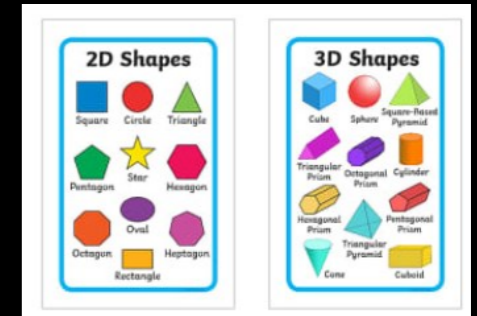 2D Shapes
Square Circle Triangle
Pentagon Star Hexagon
Octagon Oval Heptagon
Rectangle
3D Shapes
Cube Sphere Square-Based
Pyramid
Triangular
Prism
Octagonal
Prism
Cylinder
Hexagonal
Prism
Triangular
Pyramid
Pentagonal
Prism
Cone Cuboid